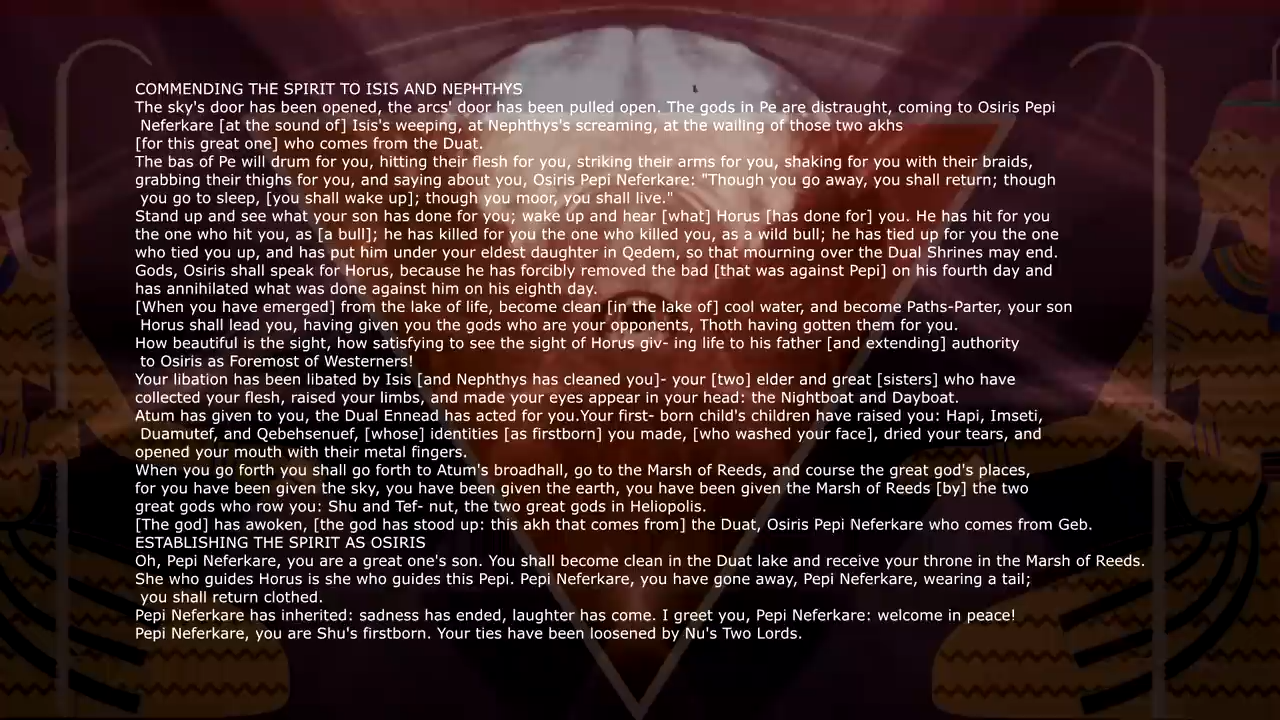 COMMENDING THE SPIRIT TO ISIS AND NEPHTHYS
The sky's door has been opened, the arcs' door has been pulled open. The gods in Pe are distraught, coming to Osiris Pepi
Neferkare [at the sound of] Isis's weeping, at Nephthys's screaming, at the wailing of those two akhs
[for this great one] who comes from the Duat.
The bas of Pe will drum for you, hitting their flesh for you, striking their arms for you, shaking for you with their braids,
grabbing their thighs for you, and saying about you, Osiris Pepi Neferkare: "Though you go away, you shall return; though
you go to sleep, [you shall wake up]; though you moor, you shall live."
Stand up and see what your son has done for you; wake up and hear [what] Horus [has done for] you. He has hit for you
the one who hit you, as [a bull]; he has killed for you the one who killed you, as a wild bull; he has tied up for you the one
who tied you up, and has put him under your eldest daughter in Qedem, so that mourning over the Dual Shrines may end.
Gods, Osiris shall speak for Horus, because he has forcibly removed the bad [that was against Pepi] on his fourth day and
has annihilated what was done against him on his eighth day.
[When you have emerged] from the lake of life, become clean [in the lake of] cool water, and become Paths-Parter, your son
Horus shall lead you, having given you the gods who are your opponents, Thoth having gotten them for you.
How beautiful is the sight, how satisfying to see the sight of Horus giv- ing life to his father [and extending] authority
to Osiris as Foremost of Westerners!
Your libation has been libated by Isis [and Nephthys has cleaned you]- your [two] elder and great [sisters] who have
collected your flesh, raised your limbs, and made your eyes appear in your head: the Nightboat and Dayboat.
Atum has given to you, the Dual Ennead has acted for you.Your first- born child's children have raised you: Hapi, Imseti,
Duamutef, and Qebehsenuef, [whose] identities [as firstborn] you made, [who washed your face], dried your tears, and
opened your mouth with their metal fingers.
When you go forth you shall go forth to Atum's broadhall, go to the Marsh of Reeds, and course the great god's places,
for you have been given the sky, you have been given the earth, you have been given the Marsh of Reeds [by] the two
great gods who row you: Shu and Tef- nut, the two great gods in Heliopolis.
[The god] has awoken, [the god has stood up: this akh that comes from] the Duat, Osiris Pepi Neferkare who comes from Geb.
ESTABLISHING THE SPIRIT AS OSIRIS
Oh, Pepi Neferkare, you are a great one's son. You shall become clean in the Duat lake and receive your throne in the Marsh of Reeds.
She who guides Horus is she who guides this Pepi. Pepi Neferkare, you have gone away, Pepi Neferkare, wearing a tail;
you shall return clothed.
Pepi Neferkare has inherited: sadness has ended, laughter has come. I greet you, Pepi Neferkare: welcome in peace!
Pepi Neferkare, you are Shu's firstborn. Your ties have been loosened by Nu's Two Lords.